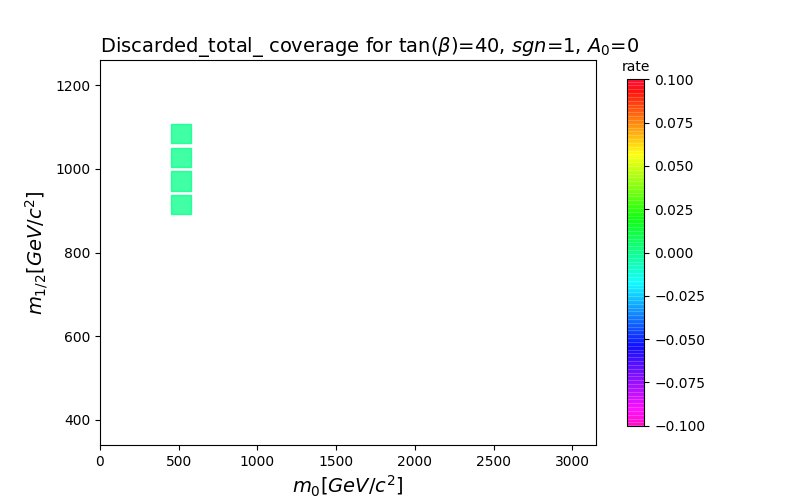 Discarded_total_ coverage for tan(β)=40, sgn=1, A₀=0
rate
0.100
0.075
0.050
0.025
0.000
−0.025
−0.050
−0.075
−0.100
1200
1000
800
600
400
m₁/₂[GeV/c²]
0 500 1000 1500 2000 2500 3000
m₀[GeV/c²]